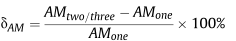 δ_AM = (AM_two/three − AM_one) / AM_one × 100%